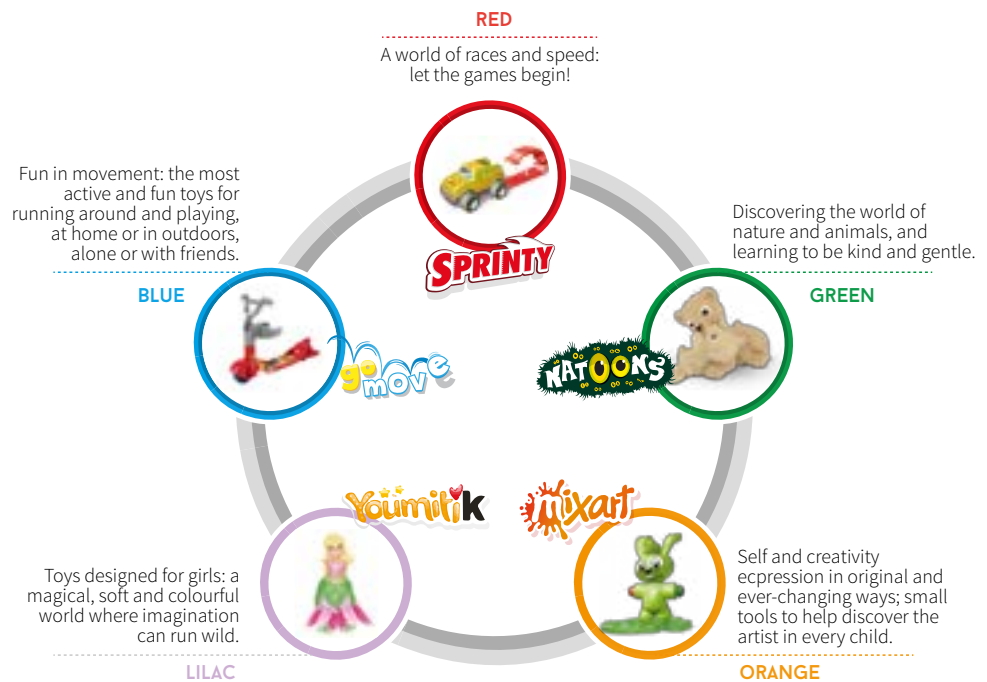 RED
A world of races and speed:
let the games begin!
SPRINTY
Fun in movement: the most
active and fun toys for
running around and playing,
at home or in outdoors,
alone or with friends.
BLUE
go
move
Discovering the world of
nature and animals, and
learning to be kind and gentle.
GREEN
NATOONS
Youmitik
Mixart
Toys designed for girls: a
magical, soft and colourful
world where imagination
can run wild.
LILAC
Self and creativity
ecpression in original and
ever-changing ways; small
tools to help discover the
artist in every child.
ORANGE